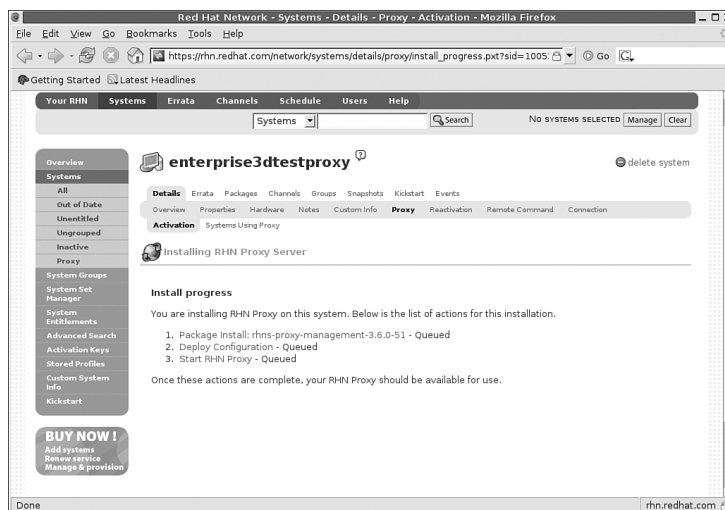 Red Hat Network - Systems - Details - Proxy - Activation - Mozilla Firefox
File Edit View Go Bookmarks Tools Help
https://rhn.redhat.com/network/systems/details/proxy/install_progress.pxt?sid=1005 Go
Getting Started Latest Headlines
Your RHN Systems Errata Channels Schedule Users Help
Systems Search NO SYSTEMS SELECTED Manage Clear
Overview
Systems
All
Out of Date
Unentitled
Ungrouped
Inactive
Proxy
System Groups
System Set
Manager
System
Entitlements
Advanced Search
Activation Keys
Stored Profiles
Custom System
Info
Kickstart
BUY NOW !
Add systems
Renew service
Manage & provision
enterprise3dtestproxy ?
delete system
Details Errata Packages Channels Groups Snapshots Kickstart Events
Overview Properties Hardware Notes Custom Info Proxy Reactivation Remote Command Connection
Activation Systems Using Proxy
Installing RHN Proxy Server
Install progress
You are installing RHN Proxy on this system. Below is the list of actions for this installation.
1. Package Install: rhns-proxy-management-3.6.0-51 - Queued
2. Deploy Configuration - Queued
3. Start RHN Proxy - Queued
Once these actions are complete, your RHN Proxy should be available for use.
Done
rhn.redhat.com